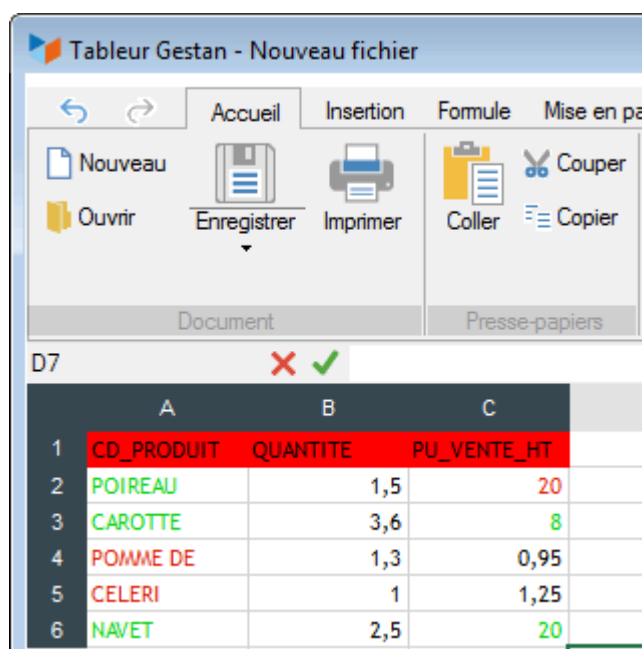 Tableur Gestan - Nouveau fichier
Accueil Insertion Formule Mise en pa
Nouveau
Ouvrir
Enregistrer
Imprimer
Coller
Couper
Copier
Document Presse-papiers
D7
A B C
1 CD_PRODUIT QUANTITE PU_VENTE_HT
2 POIREAU 1,5 20
3 CAROTTE 3,6 8
4 POMME DE 1,3 0,95
5 CELERI 1 1,25
6 NAVET 2,5 20